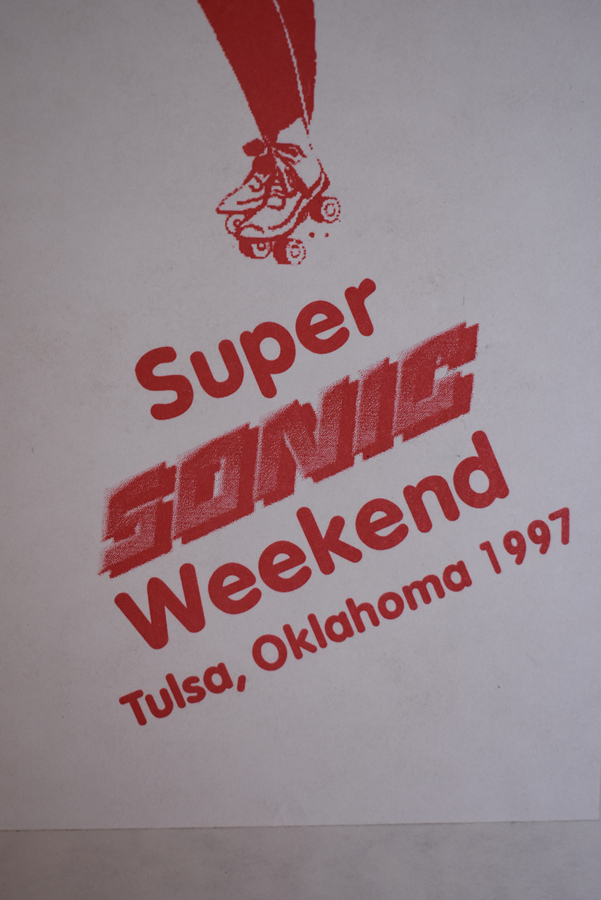 Super
SONIC
Weekend
Tulsa, Oklahoma 1997